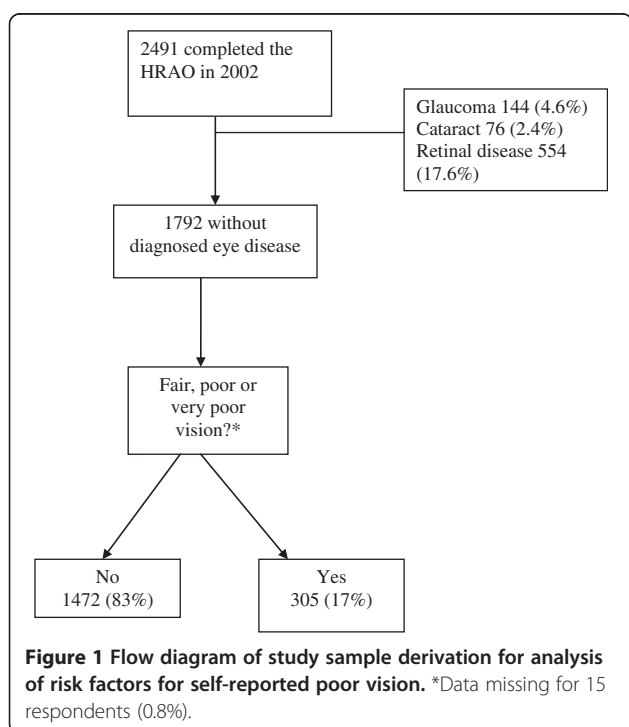 2491 completed the
HRAO in 2002
Glaucoma 144 (4.6%)
Cataract 76 (2.4%)
Retinal disease 554
(17.6%)
1792 without
diagnosed eye disease
Fair, poor or
very poor
vision?*
No
1472 (83%)
Yes
305 (17%)
Figure 1 Flow diagram of study sample derivation for analysis
of risk factors for self-reported poor vision. *Data missing for 15
respondents (0.8%).